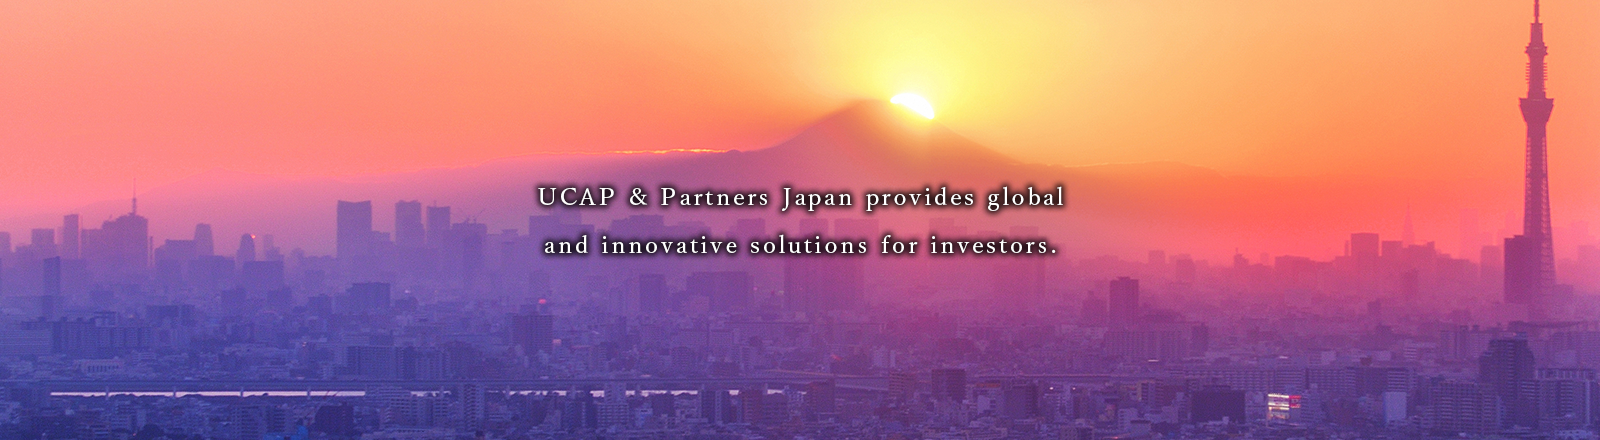 UCAP & Partners Japan provides global
and innovative solutions for investors.